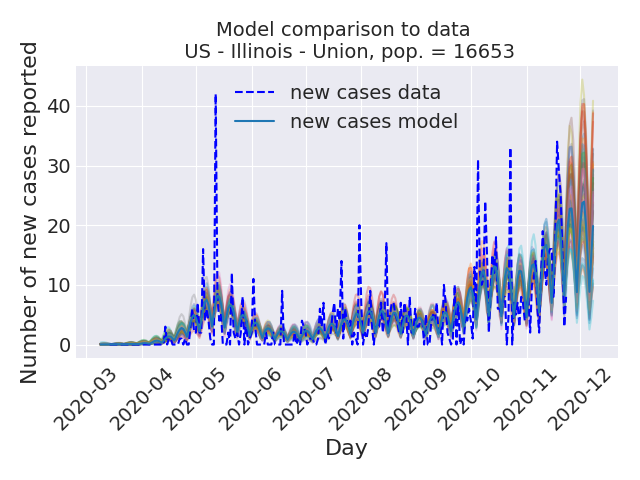 Model comparison to data
US - Illinois - Union, pop. = 16653
new cases data
new cases model
Number of new cases reported
40
30
20
10
0
2020-03
2020-04
2020-05
2020-06
2020-07
2020-08
2020-09
2020-10
2020-11
2020-12
Day